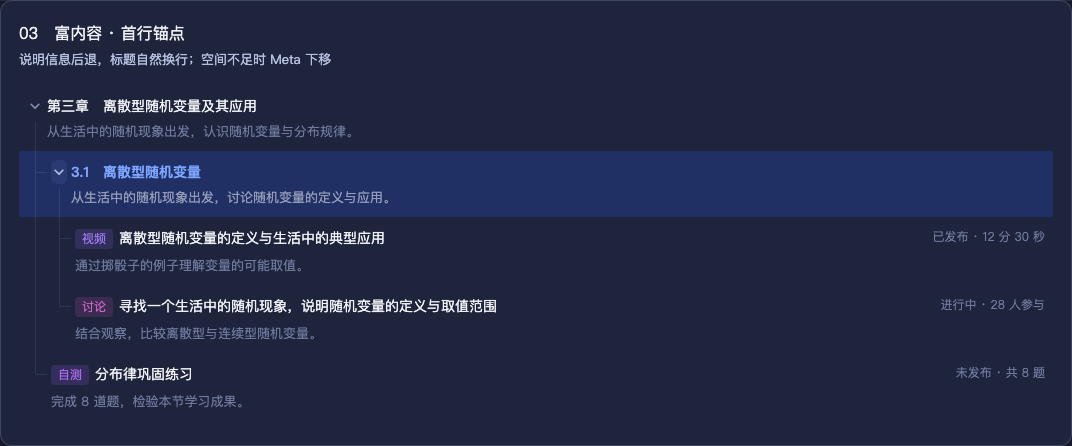 03 富内容 · 首行锚点
说明信息后退，标题自然换行；空间不足时 Meta 下移
第三章 离散型随机变量及其应用
从生活中的随机现象出发，认识随机变量与分布规律。
3.1 离散型随机变量
从生活中的随机现象出发，讨论随机变量的定义与应用。
视频 离散型随机变量的定义与生活中的典型应用 已发布 · 12 分 30 秒
通过掷骰子的例子理解变量的可能取值。
讨论 寻找一个生活中的随机现象，说明随机变量的定义与取值范围 进行中 · 28 人参与
结合观察，比较离散型与连续型随机变量。
自测 分布律巩固练习 未发布 · 共 8 题
完成 8 道题，检验本节学习成果。